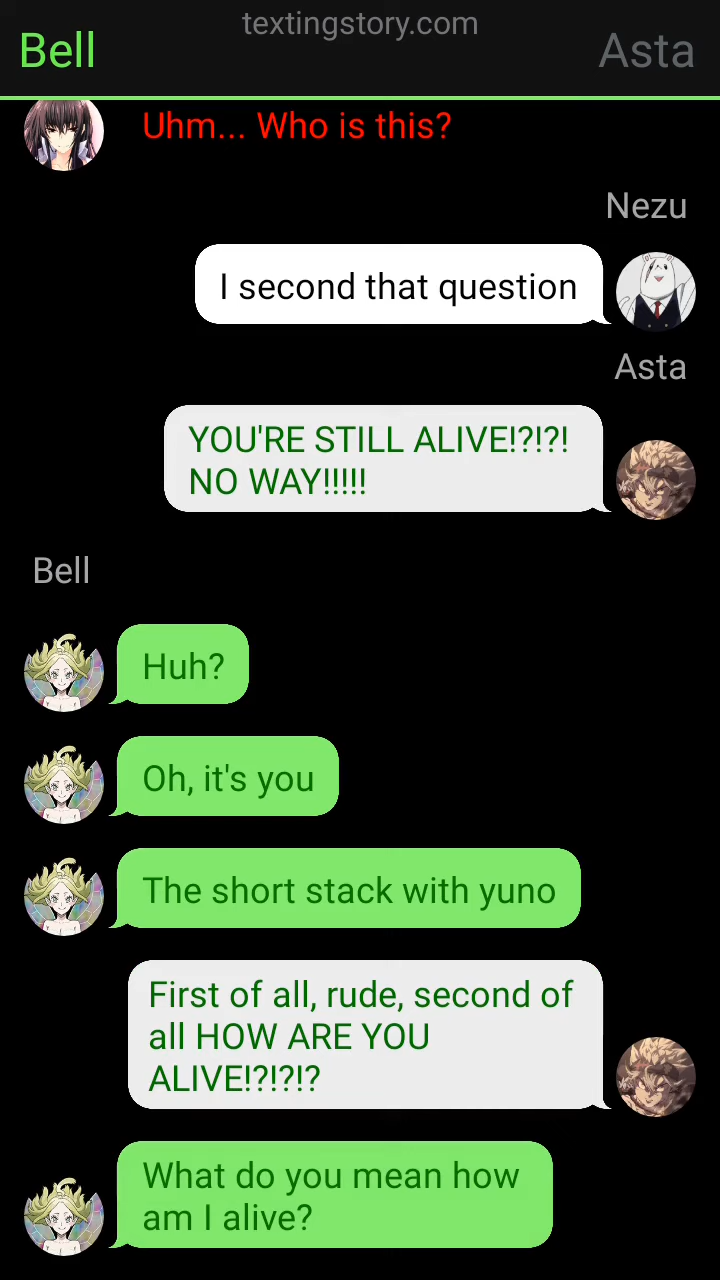 textingstory.com
Bell
Asta
Uhm... Who is this?
Nezu
I second that question
Asta
YOU'RE STILL ALIVE!?!?!
NO WAY!!!!!
Bell
Huh?
Oh, it's you
The short stack with yuno
First of all, rude, second of
all HOW ARE YOU
ALIVE!?!?!?
What do you mean how
am I alive?